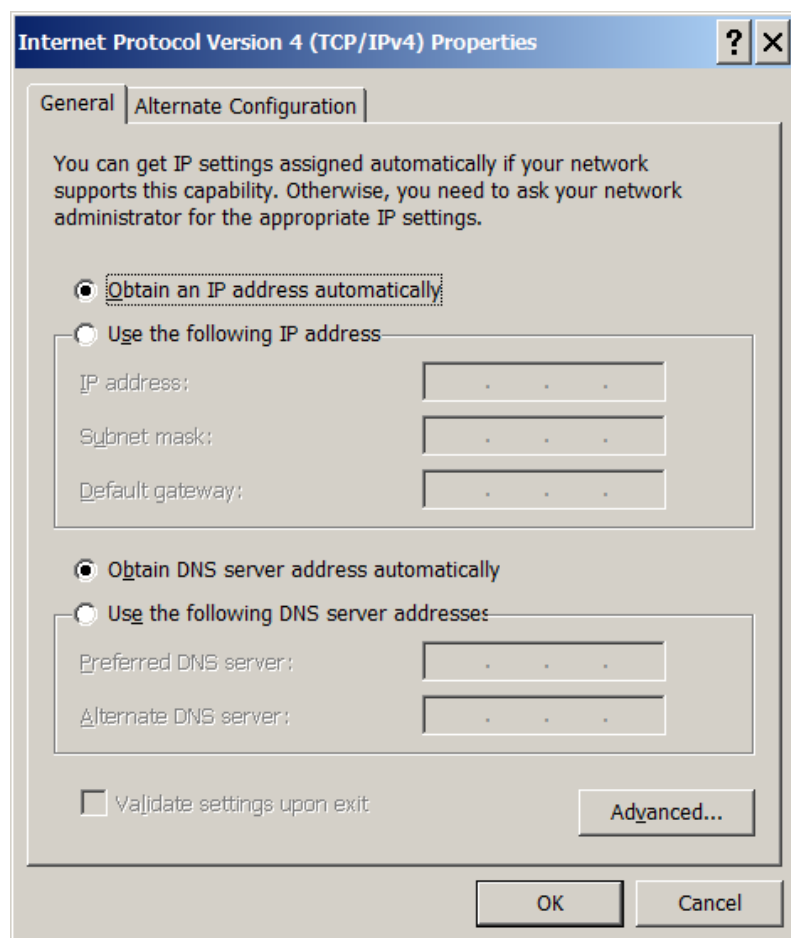 Internet Protocol Version 4 (TCP/IPv4) Properties
General
Alternate Configuration
You can get IP settings assigned automatically if your network
supports this capability. Otherwise, you need to ask your network
administrator for the appropriate IP settings.
Obtain an IP address automatically
Use the following IP address
IP address:
Subnet mask:
Default gateway:
Obtain DNS server address automatically
Use the following DNS server addresses
Preferred DNS server:
Alternate DNS server:
Validate settings upon exit
Advanced...
OK
Cancel